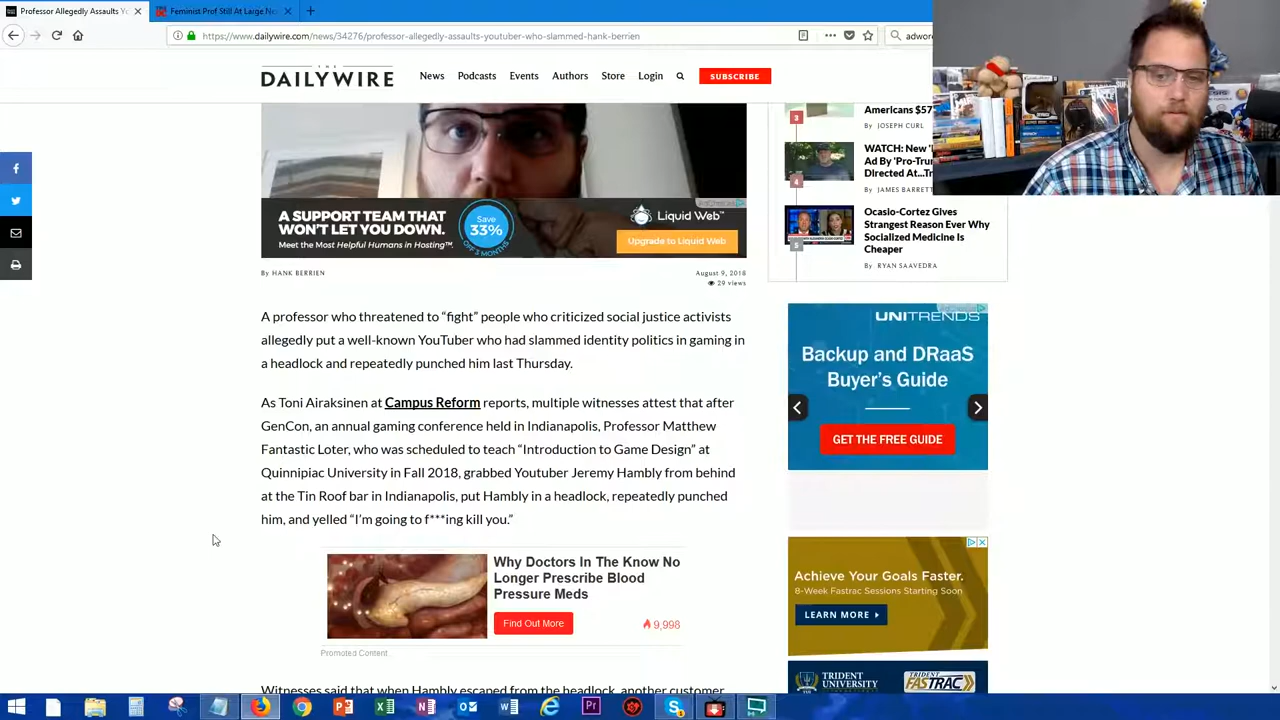 Professor Allegedly Assaults Y
Feminist Prof Still At Large No
https://www.dailywire.com/news/34276/professor-allegedly-assaults-youtuber-who-slammed-hank-berrien
adwor
THE
DAILYWIRE
News Podcasts Events Authors Store Login
SUBSCRIBE
A SUPPORT TEAM THAT
WON'T LET YOU DOWN.
Meet the Most Helpful Humans in Hosting™.
Save
33%
OFF 3 MONTHS
Liquid Web™
Upgrade to Liquid Web
AdChoices
By HANK BERRIEN
August 9, 2018
29 views
A professor who threatened to “fight” people who criticized social justice activists
allegedly put a well-known YouTuber who had slammed identity politics in gaming in
a headlock and repeatedly punched him last Thursday.
As Toni Airaksinen at Campus Reform reports, multiple witnesses attest that after
GenCon, an annual gaming conference held in Indianapolis, Professor Matthew
Fantastic Loter, who was scheduled to teach “Introduction to Game Design” at
Quinnipiac University in Fall 2018, grabbed Youtuber Jeremy Hambly from behind
at the Tin Roof bar in Indianapolis, put Hambly in a headlock, repeatedly punched
him, and yelled “I’m going to f***ing kill you.”
Why Doctors In The Know No
Longer Prescribe Blood
Pressure Meds
Find Out More
9,998
Promoted Content
Witnesses said that when Hambly escaped from the headlock, another customer
3
Americans $57
By JOSEPH CURL
4
WATCH: New '
Ad By 'Pro-Tru
Directed At...Tr
By JAMES BARRETT
5
Ocasio-Cortez Gives
Strangest Reason Ever Why
Socialized Medicine Is
Cheaper
By RYAN SAAVEDRA
UNITRENDS
Backup and DRaaS
Buyer's Guide
GET THE FREE GUIDE
Achieve Your Goals Faster.
8-Week Fastrac Sessions Starting Soon
LEARN MORE
TRIDENT
UNIVERSITY
TRIDENT
FASTRAC